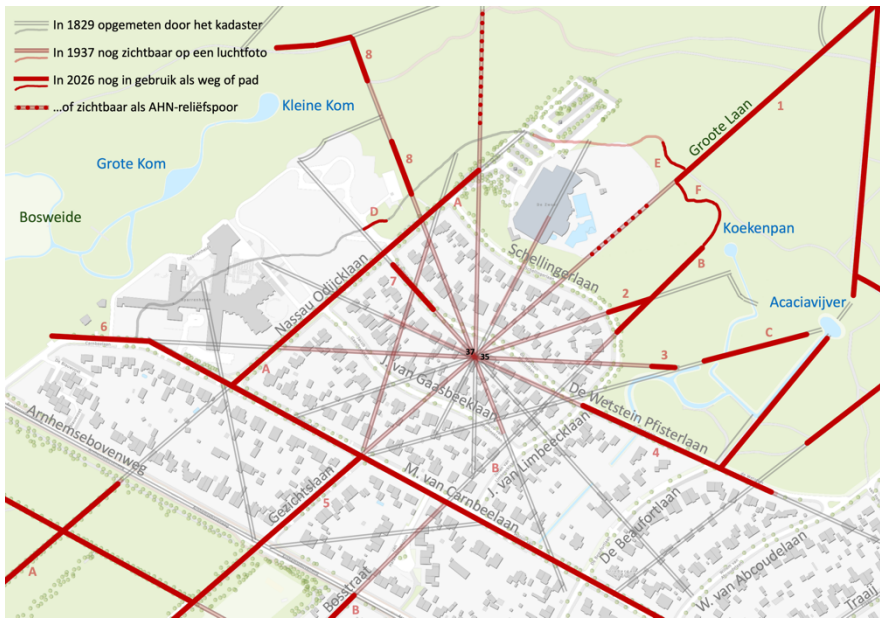 In 1829 opgemeten door het kadaster
In 1937 nog zichtbaar op een luchtfoto
In 2026 nog in gebruik als weg of pad
...of zichtbaar als AHN-reliëfspoor
8
1
Kleine Kom
Groote Laan
Grote Kom
8
E
Bosweide
A
F
D
Koekenpan
Schellingerlaan
B
Nassau Odijcklaan
7
2
Acaciavijver
6
C
37
35
3
A
J. van Gaasbeeklaan
De Wetstein Pfisterlaan
Arnhemsebovenweg
J. van Limbeecklaan
4
B
M. van Carnbeelaan
Gezichtslaan
5
De Beaufortlaan
A
Bosstraat
W. van Abcoudelaan
B
Traaij